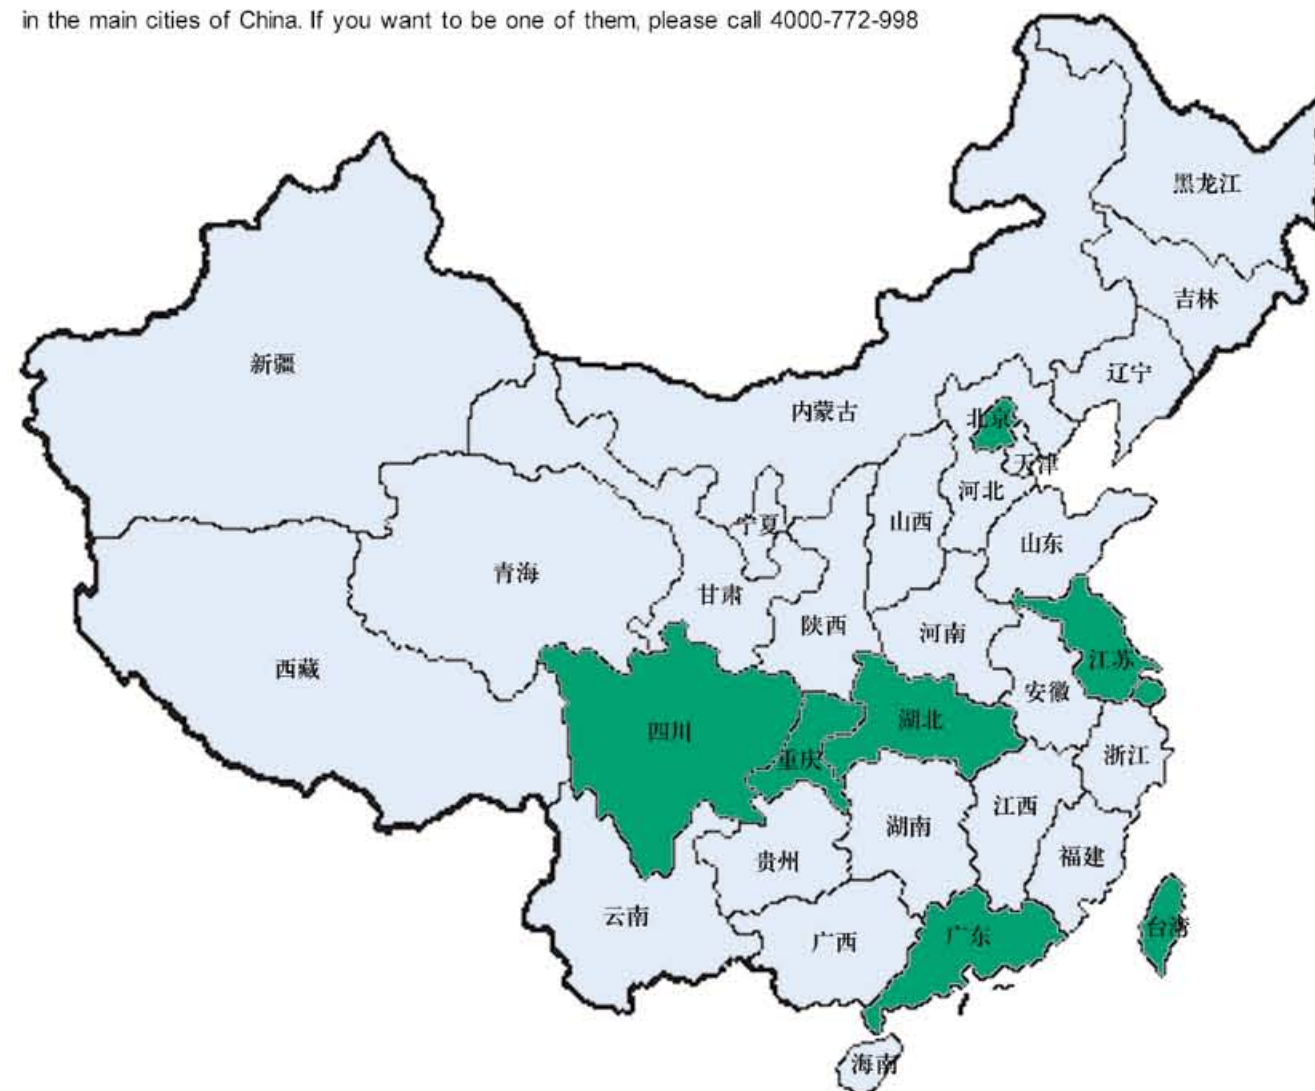 in the main cities of China. If you want to be one of them, please call 4000-772-998
黑龙江
吉林
新疆
辽宁
内蒙古
北京
天津
河北
宁夏
山西
山东
青海
甘肃
陕西
河南
江苏
西藏
安徽
湖北
四川
浙江
重庆
江西
湖南
福建
贵州
云南
台湾
广东
广西
海南